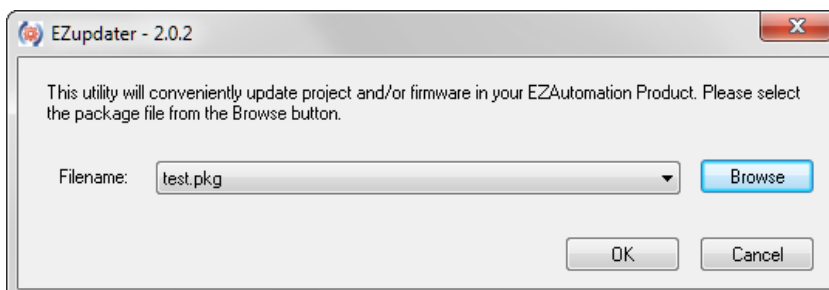 EZupdater - 2.0.2
This utility will conveniently update project and/or firmware in your EZAutomation Product. Please select
the package file from the Browse button.
Filename: test.pkg Browse
OK Cancel